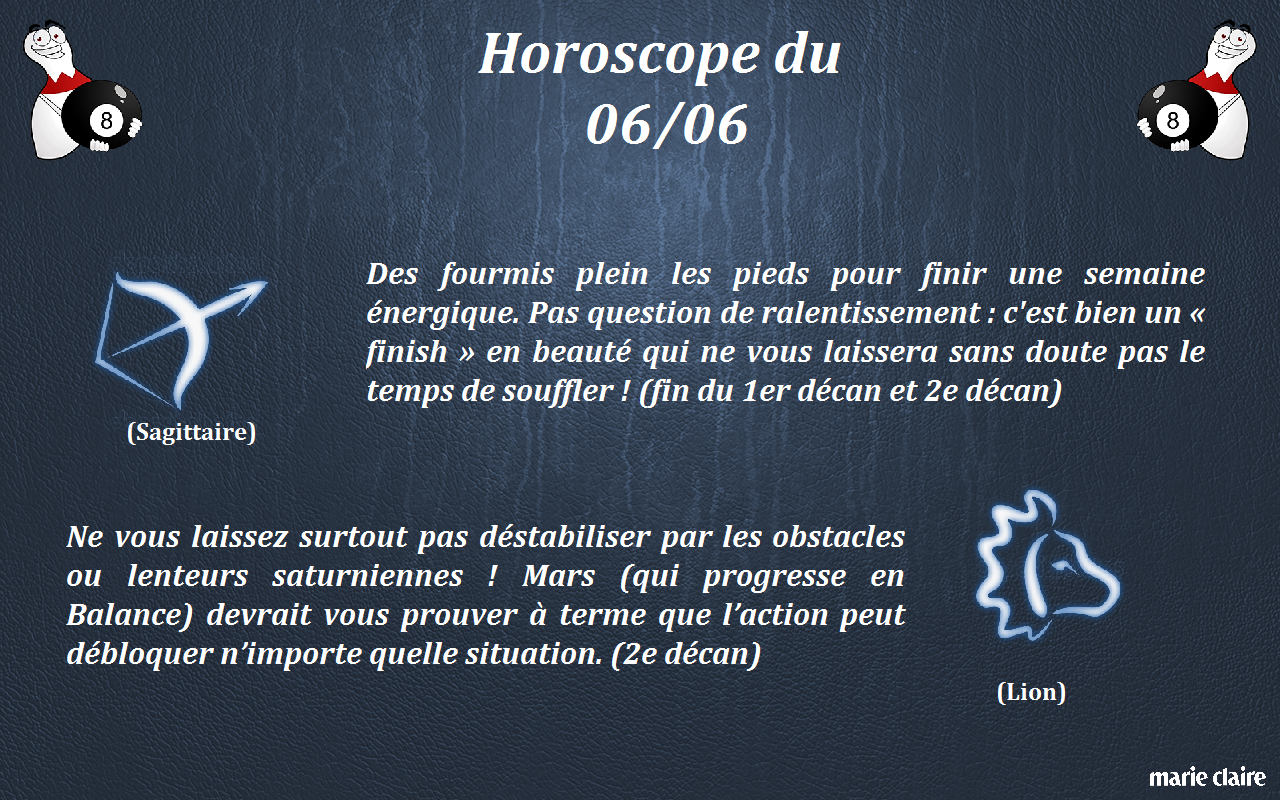 Horoscope du
06/06
8
8
Des fourmis plein les pieds pour finir une semaine
énergique. Pas question de ralentissement : c'est bien un «
finish » en beauté qui ne vous laissera sans doute pas le
temps de souffler ! (fin du 1er décan et 2e décan)
(Sagittaire)
Ne vous laissez surtout pas déstabiliser par les obstacles
ou lenteurs saturniennes ! Mars (qui progresse en
Balance) devrait vous prouver à terme que l’action peut
débloquer n’importe quelle situation. (2e décan)
(Lion)
marie claire